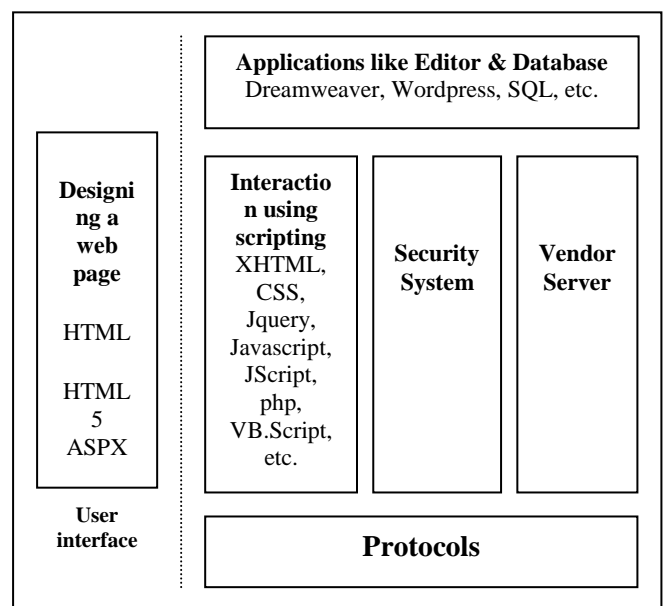 Applications like Editor & Database
Dreamweaver, Wordpress, SQL, etc.
Designi
ng a
web
page
HTML
HTML
5
ASPX
User
interface
Interactio
n using
scripting
XHTML,
CSS,
Jquery,
Javascript,
JScript,
php,
VB.Script,
etc.
Security
System
Vendor
Server
Protocols